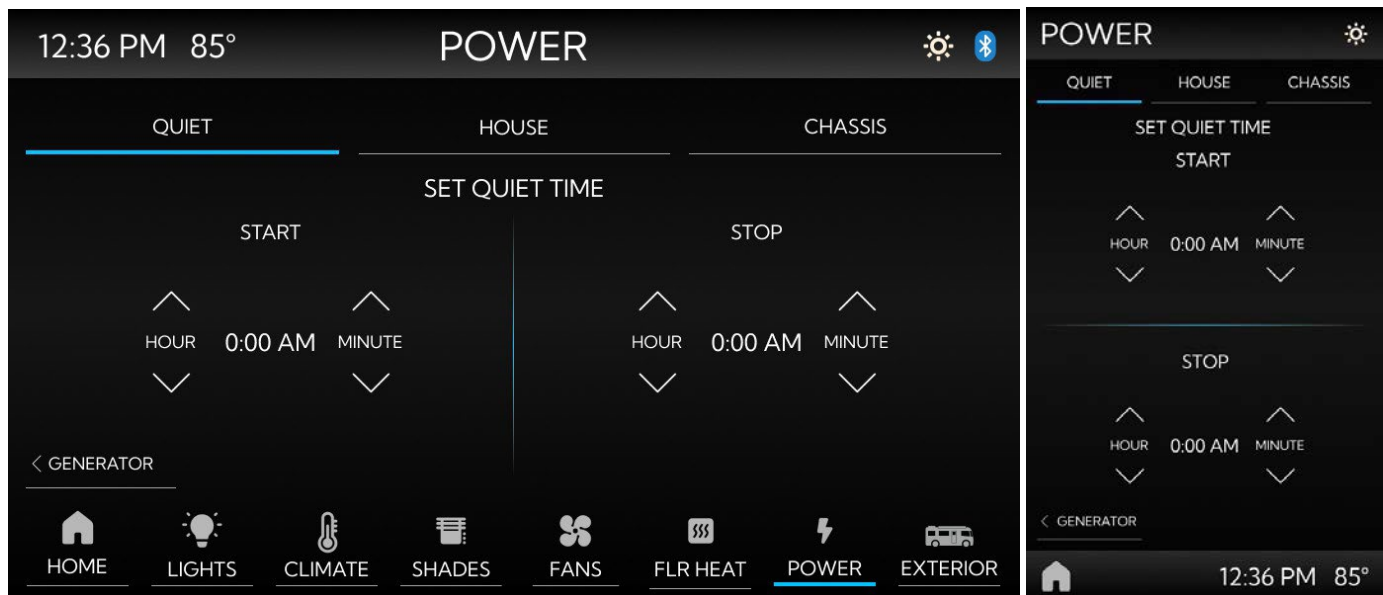 12:36 PM 85° POWER
QUIET HOUSE CHASSIS
SET QUIET TIME
START STOP
HOUR 0:00 AM MINUTE HOUR 0:00 AM MINUTE
< GENERATOR
HOME LIGHTS CLIMATE SHADES FANS FLR HEAT POWER EXTERIOR
POWER
QUIET HOUSE CHASSIS
SET QUIET TIME
START
HOUR 0:00 AM MINUTE
STOP
HOUR 0:00 AM MINUTE
< GENERATOR
12:36 PM 85°